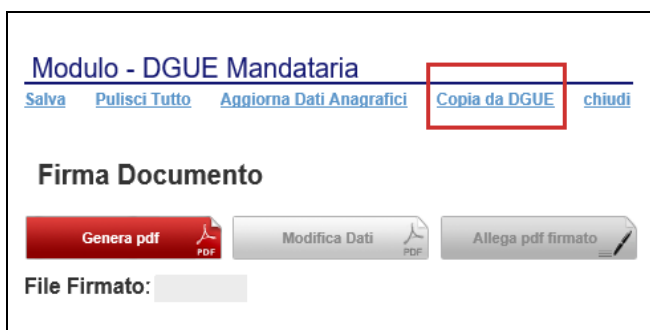 Modulo - DGUE Mandataria
Salva Pulisci Tutto Aggiorna Dati Anagrafici Copia da DGUE chiudi
Firma Documento
Genera pdf PDF Modifica Dati PDF Allega pdf firmato
File Firmato: